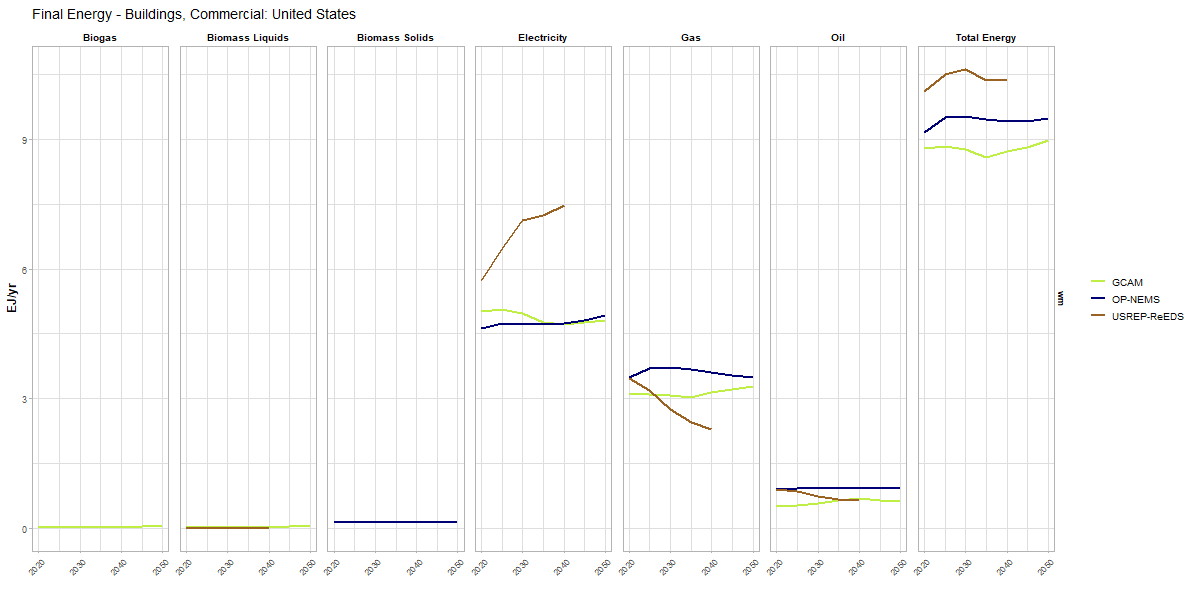 Final Energy - Buildings, Commercial: United States
Biogas Biomass Liquids Biomass Solids Electricity Gas Oil Total Energy
EJ/yr
9
6
3
0
2020 2030 2040 2050 2020 2030 2040 2050 2020 2030 2040 2050 2020 2030 2040 2050 2020 2030 2040 2050 2020 2030 2040 2050 2020 2030 2040 2050
wm
GCAM
OP-NEMS
USREP-ReEDS